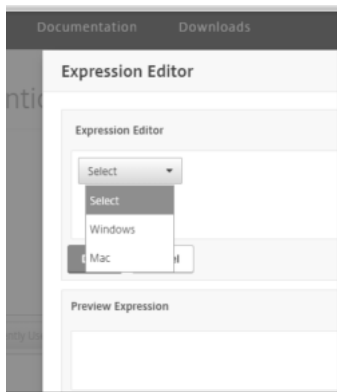 Documentation Downloads
Expression Editor
Expression Editor
Select
Select
Windows
Mac
Preview Expression